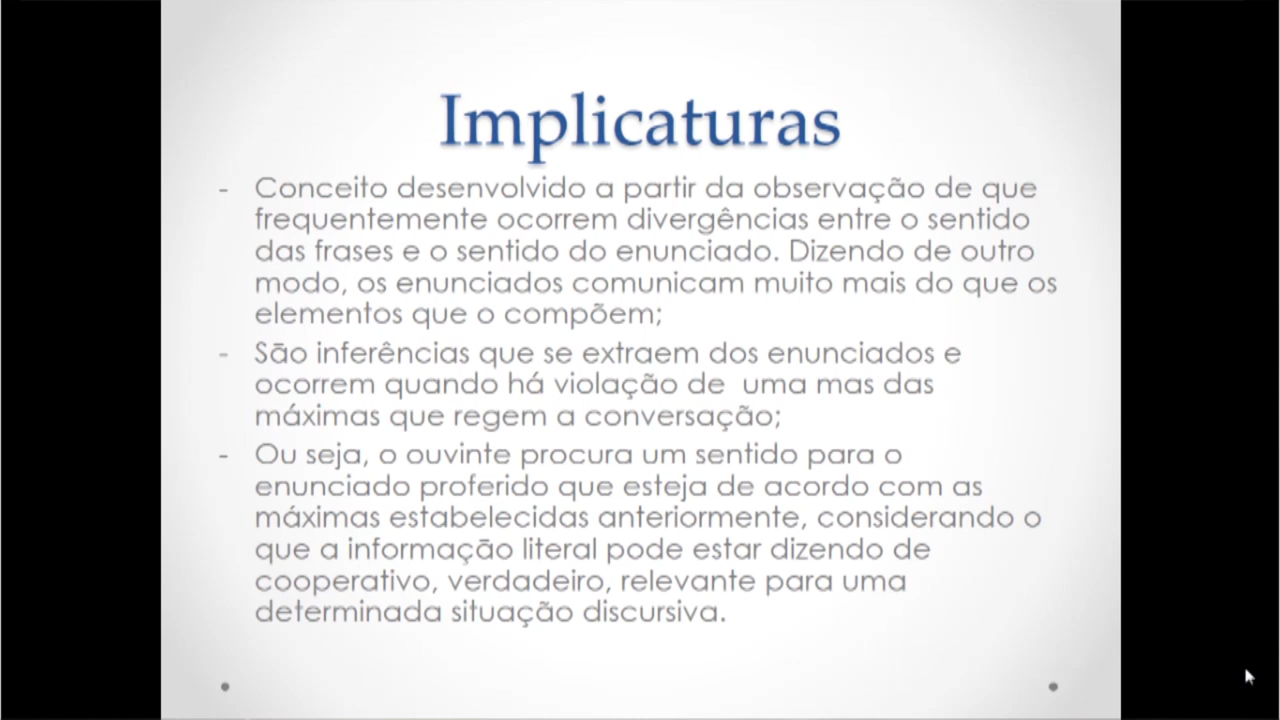 Implicaturas
- Conceito desenvolvido a partir da observação de que
frequentemente ocorrem divergências entre o sentido
das frases e o sentido do enunciado. Dizendo de outro
modo, os enunciados comunicam muito mais do que os
elementos que o compõem;
- São inferências que se extraem dos enunciados e
ocorrem quando há violação de uma mas das
máximas que regem a conversação;
- Ou seja, o ouvinte procura um sentido para o
enunciado proferido que esteja de acordo com as
máximas estabelecidas anteriormente, considerando o
que a informação literal pode estar dizendo de
cooperativo, verdadeiro, relevante para uma
determinada situação discursiva.